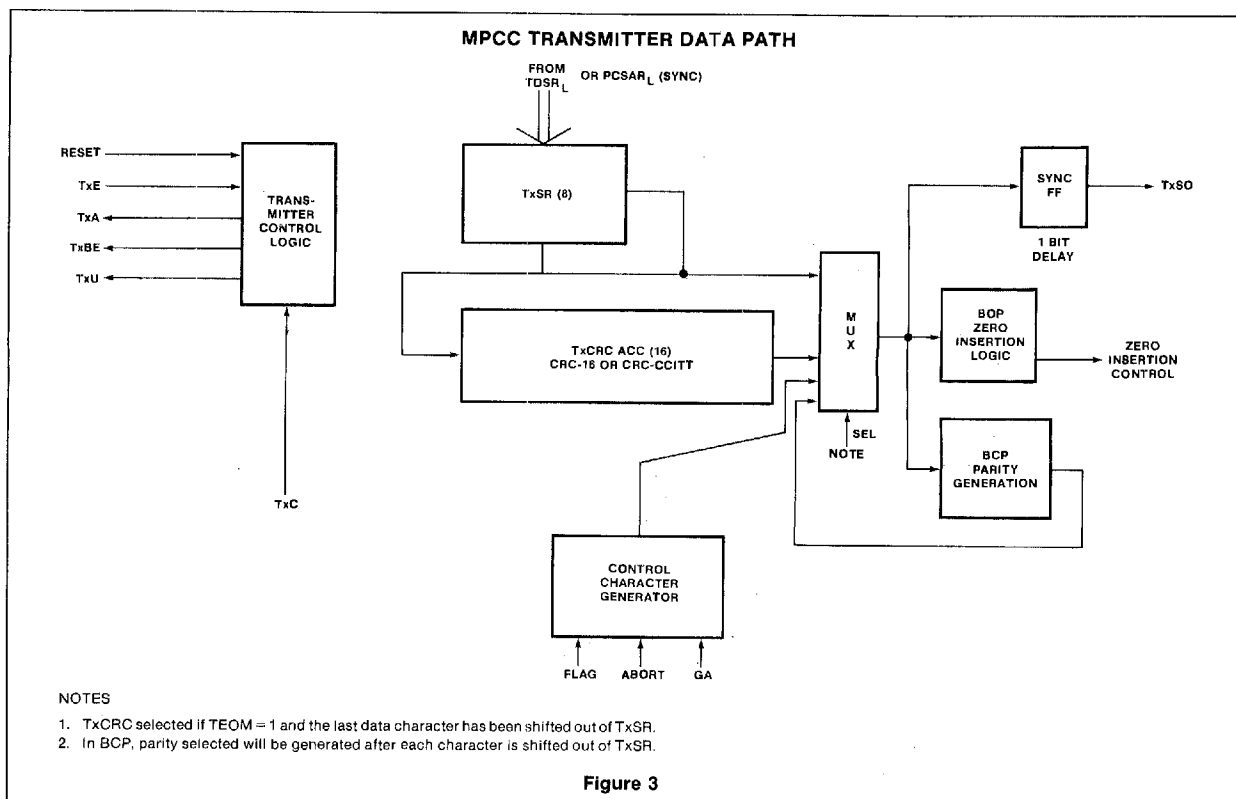 MPCC TRANSMITTER DATA PATH
FROM
TDSRL OR PCSARL (SYNC)
RESET
TxE
TxA
TxBE
TxU
TRANS-
MITTER
CONTROL
LOGIC
TxC
TxSR (8)
TxCRC ACC (16)
CRC-16 OR CRC-CCITT
M
U
X
SEL
NOTE
SYNC
FF
1 BIT
DELAY
TxSO
BOP
ZERO
INSERTION
LOGIC
ZERO
INSERTION
CONTROL
BCP
PARITY
GENERATION
CONTROL
CHARACTER
GENERATOR
FLAG ABORT GA
NOTES
1. TxCRC selected if TEOM = 1 and the last data character has been shifted out of TxSR.
2. In BCP, parity selected will be generated after each character is shifted out of TxSR.
Figure 3